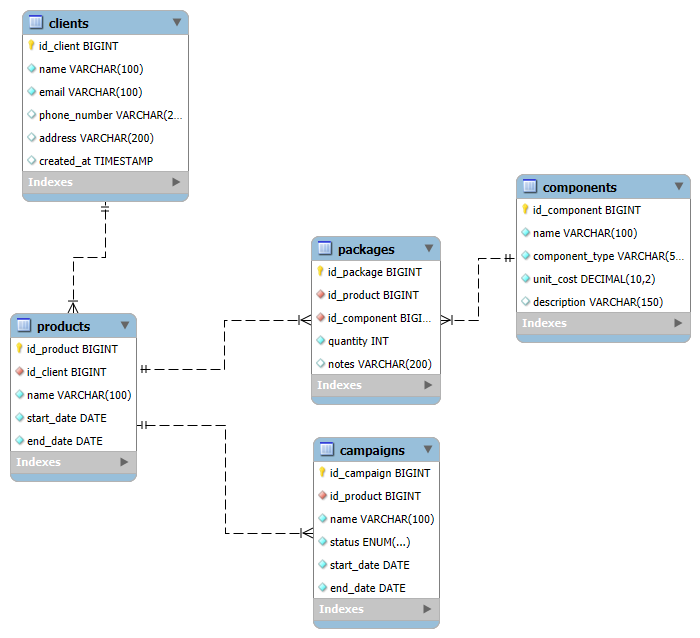 clients
id_client BIGINT
name VARCHAR(100)
email VARCHAR(100)
phone_number VARCHAR(2...
address VARCHAR(200)
created_at TIMESTAMP
Indexes
products
id_product BIGINT
id_client BIGINT
name VARCHAR(100)
start_date DATE
end_date DATE
Indexes
packages
id_package BIGINT
id_product BIGINT
id_component BIGI...
quantity INT
notes VARCHAR(200)
Indexes
campaigns
id_campaign BIGINT
id_product BIGINT
name VARCHAR(100)
status ENUM(...)
start_date DATE
end_date DATE
Indexes
components
id_component BIGINT
name VARCHAR(100)
component_type VARCHAR(5...
unit_cost DECIMAL(10,2)
description VARCHAR(150)
Indexes